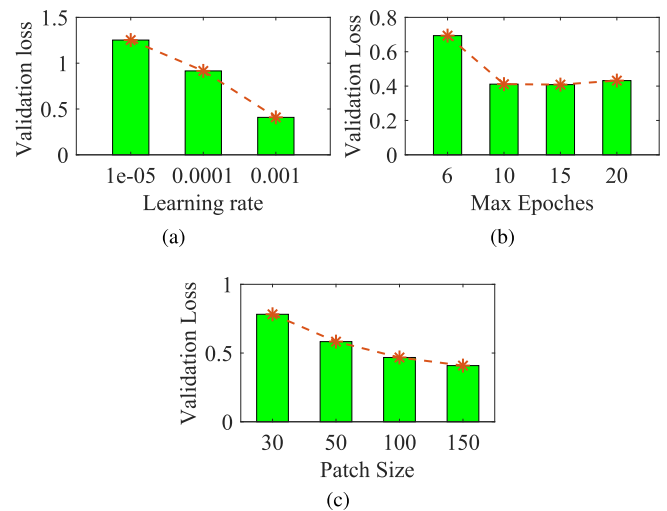 1.5
1
0.5
0
Validation loss
1e-05 0.0001 0.001
Learning rate
(a)
0.8
0.6
0.4
0.2
0
Validation Loss
6 10 15 20
Max Epoches
(b)
1
0.5
0
Validation Loss
30 50 100 150
Patch Size
(c)